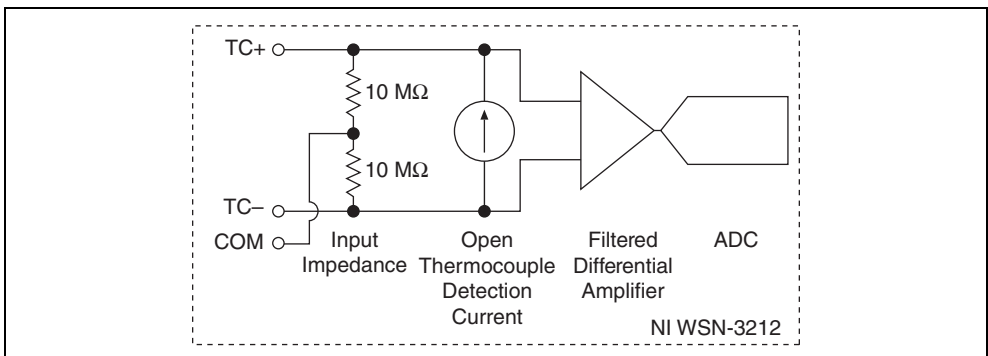 TC+
10 MΩ
10 MΩ
TC–
COM
Input
Impedance
Open
Thermocouple
Detection
Current
Filtered
Differential
Amplifier
ADC
NI WSN-3212